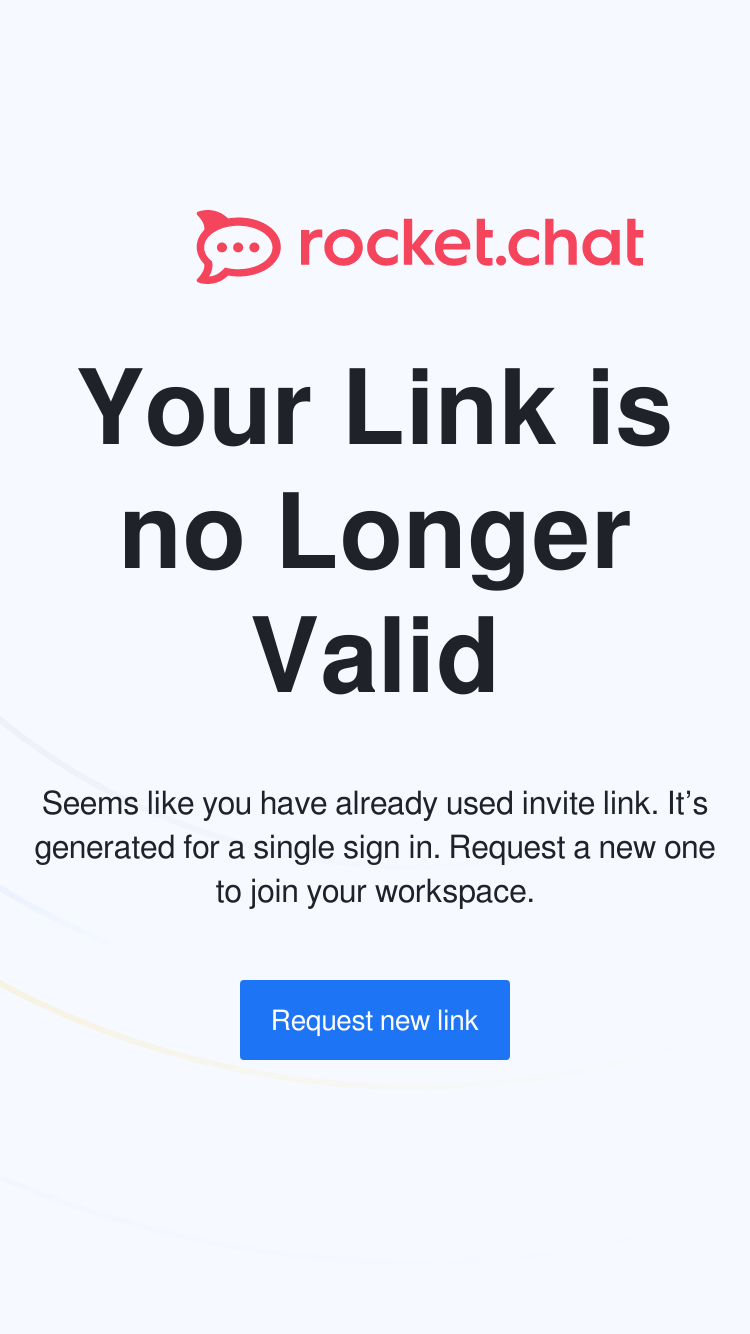 rocket.chat
Your Link is
no Longer
Valid
Seems like you have already used invite link. It’s
generated for a single sign in. Request a new one
to join your workspace.
Request new link